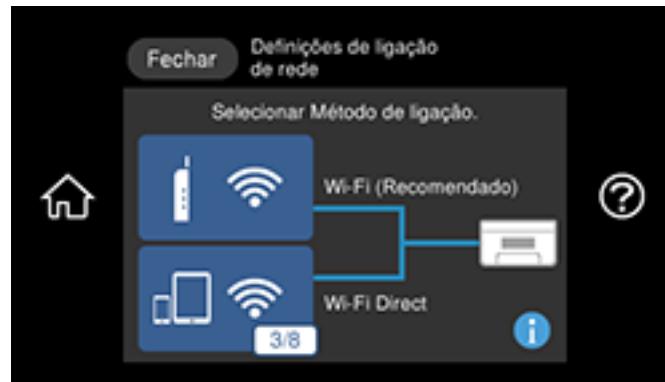 Fechar
Definições de ligação
de rede
Selecionar Método de ligação.
Wi-Fi (Recomendado)
Wi-Fi Direct
3/8